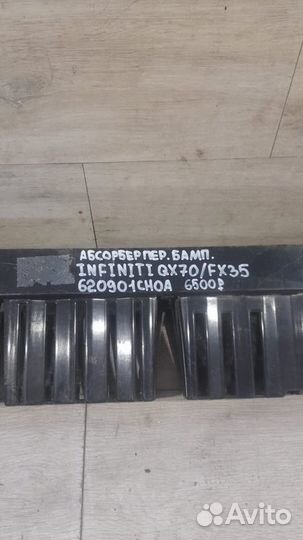 АБСОРБЕР ПЕР. БАМП.
INFINITI QX70/FX35
620901CH0A 6500₽
Avito